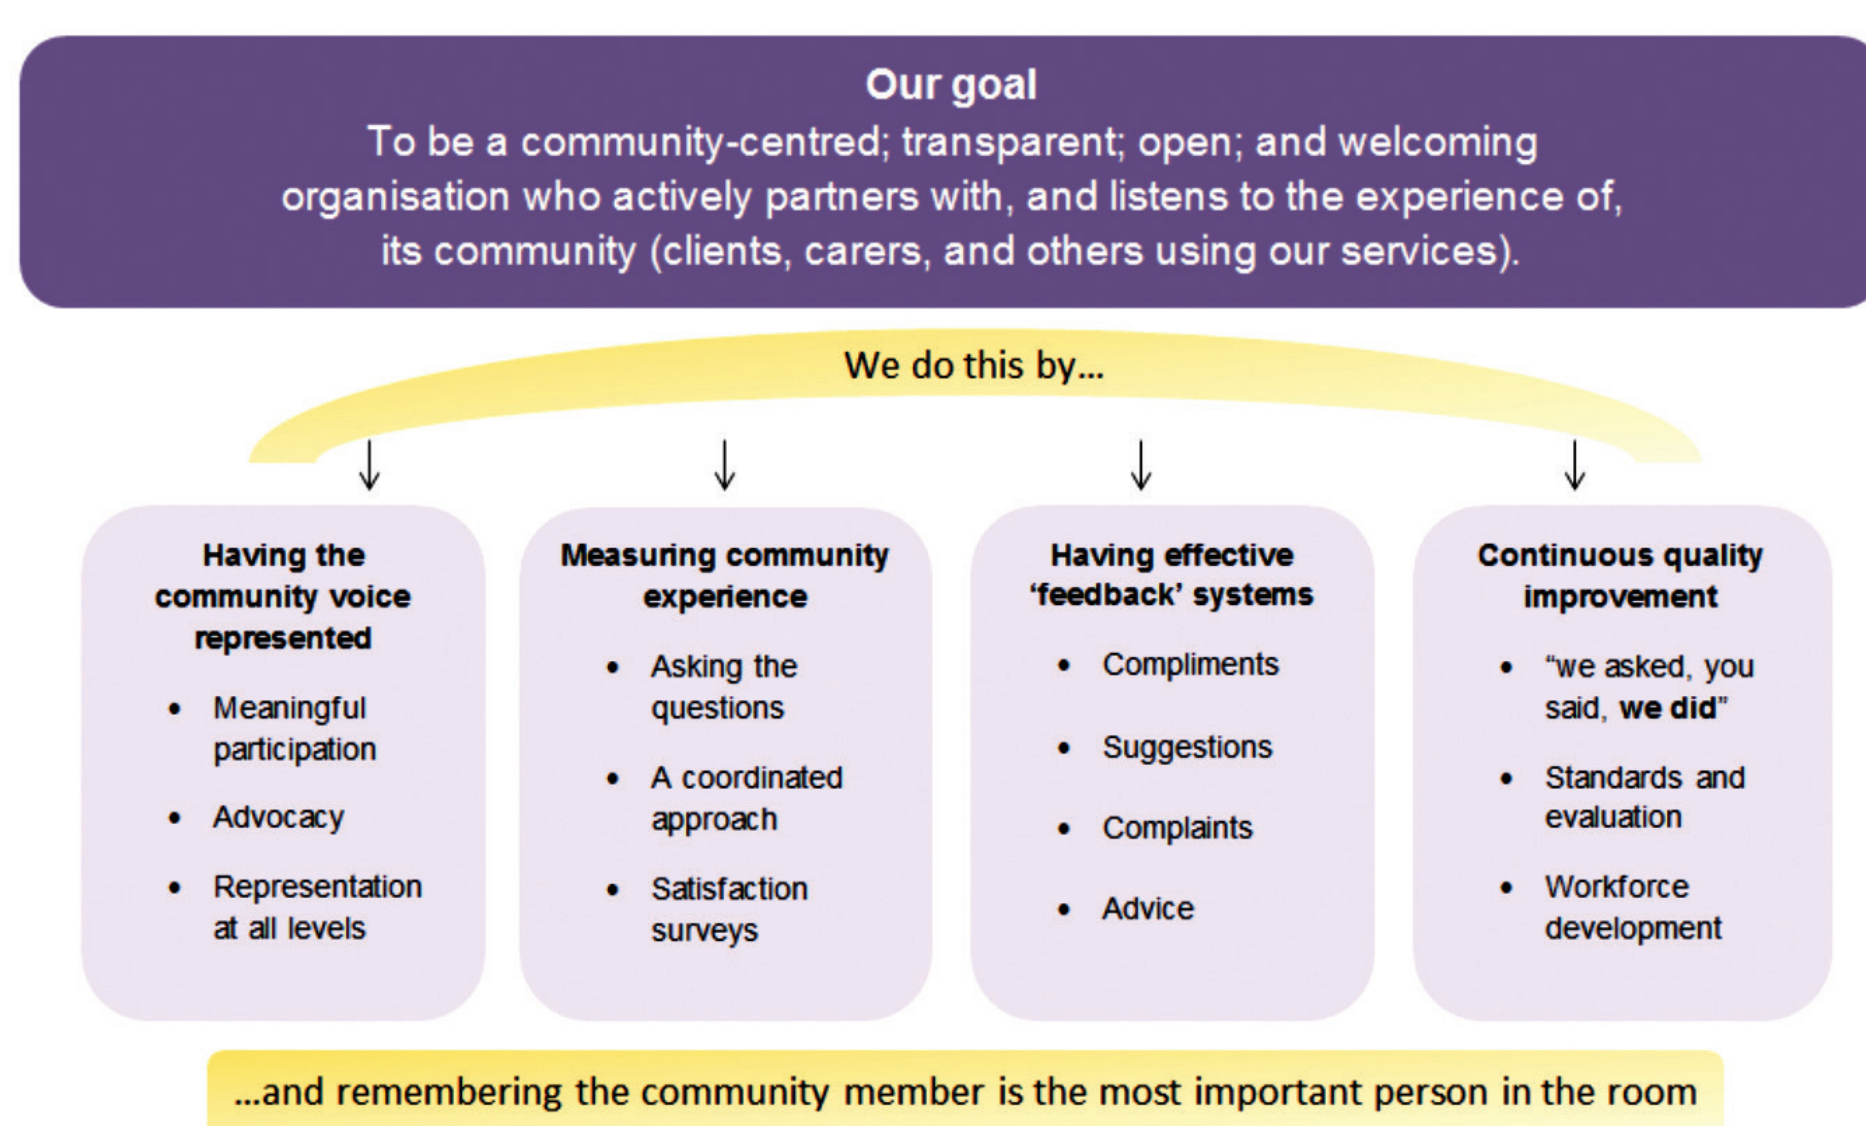 Our goal
To be a community-centred; transparent; open; and welcoming
organisation who actively partners with, and listens to the experience of,
its community (clients, carers, and others using our services).
We do this by...
Having the
community voice
represented
• Meaningful
participation
• Advocacy
• Representation
at all levels
Measuring community
experience
• Asking the
questions
• A coordinated
approach
• Satisfaction
surveys
Having effective
‘feedback’ systems
• Compliments
• Suggestions
• Complaints
• Advice
Continuous quality
improvement
• “we asked, you
said, we did”
• Standards and
evaluation
• Workforce
development
...and remembering the community member is the most important person in the room